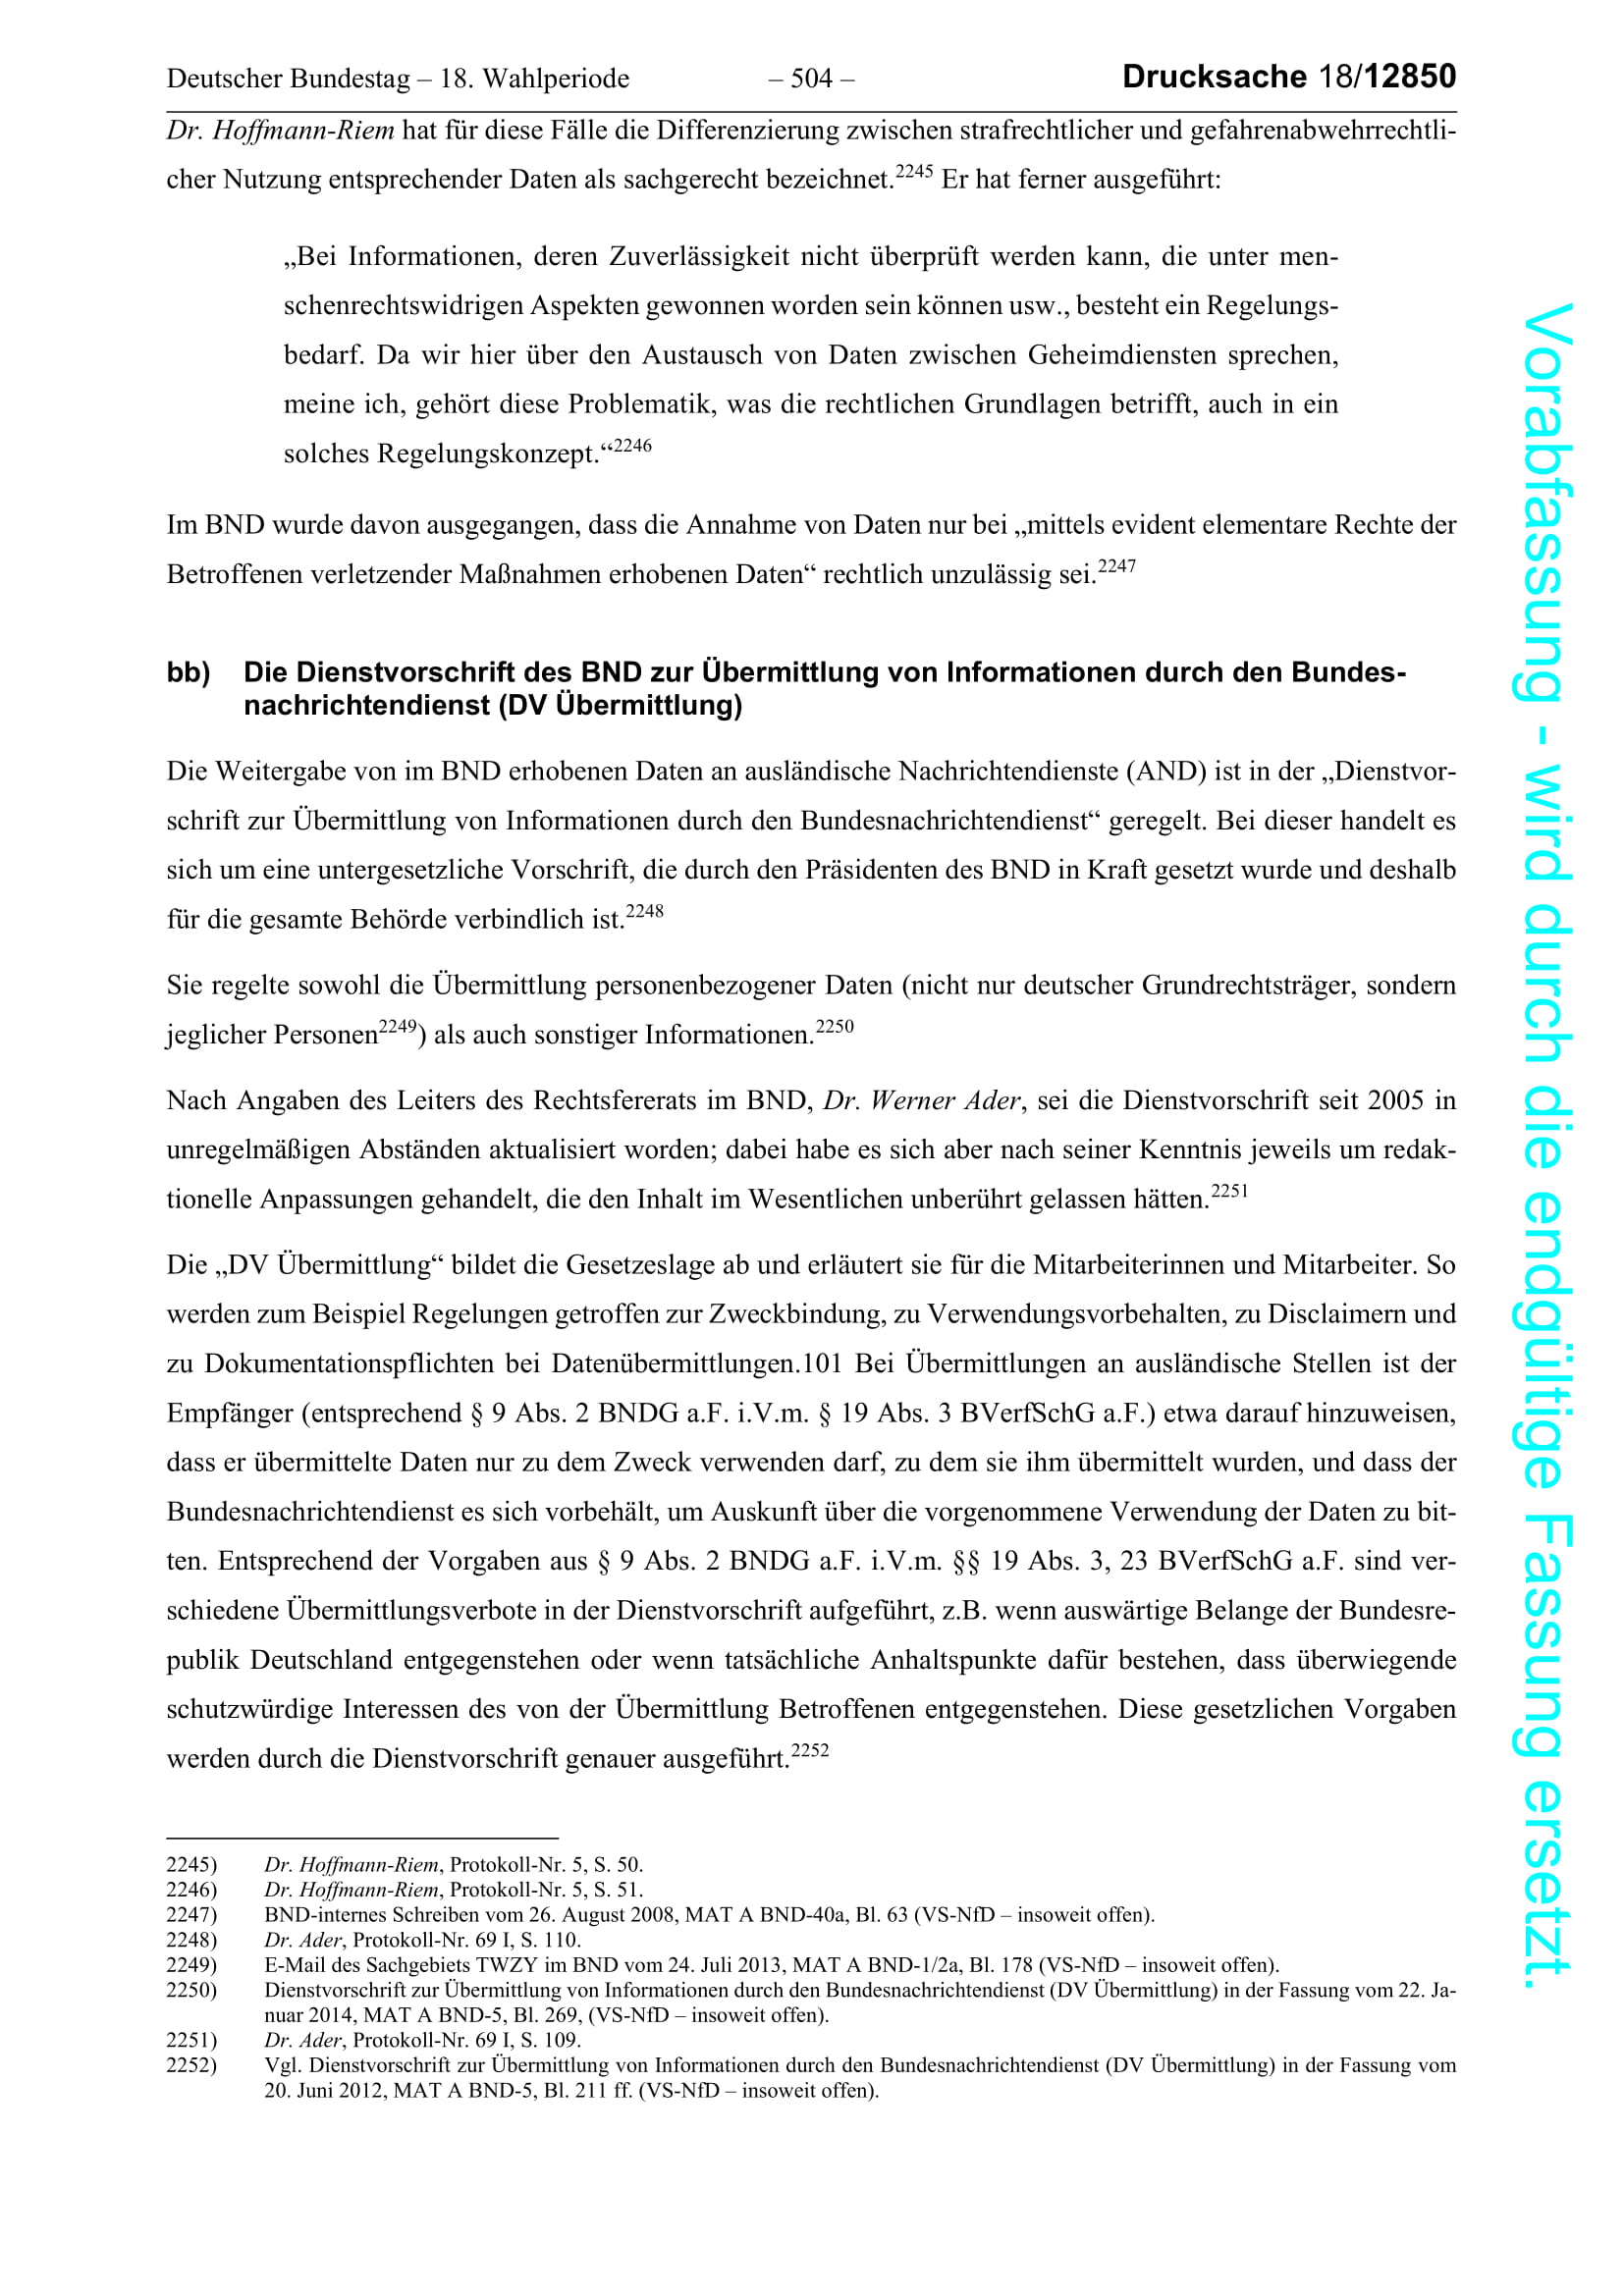 Deutscher Bundestag – 18. Wahlperiode – 504 – Drucksache 18/12850
Dr. Hoffmann-Riem hat für diese Fälle die Differenzierung zwischen strafrechtlicher und gefahrenabwehrrechtli-
cher Nutzung entsprechender Daten als sachgerecht bezeichnet.2245 Er hat ferner ausgeführt:
„Bei Informationen, deren Zuverlässigkeit nicht überprüft werden kann, die unter men-
schenrechtswidrigen Aspekten gewonnen worden sein können usw., besteht ein Regelungs-
bedarf. Da wir hier über den Austausch von Daten zwischen Geheimdiensten sprechen,
meine ich, gehört diese Problematik, was die rechtlichen Grundlagen betrifft, auch in ein
solches Regelungskonzept.“2246
Im BND wurde davon ausgegangen, dass die Annahme von Daten nur bei „mittels evident elementare Rechte der
Betroffenen verletzender Maßnahmen erhobenen Daten“ rechtlich unzulässig sei.2247
bb) Die Dienstvorschrift des BND zur Übermittlung von Informationen durch den Bundes-
nachrichtendienst (DV Übermittlung)
Die Weitergabe von im BND erhobenen Daten an ausländische Nachrichtendienste (AND) ist in der „Dienstvor-
schrift zur Übermittlung von Informationen durch den Bundesnachrichtendienst“ geregelt. Bei dieser handelt es
sich um eine untergesetzliche Vorschrift, die durch den Präsidenten des BND in Kraft gesetzt wurde und deshalb
für die gesamte Behörde verbindlich ist.2248
Sie regelte sowohl die Übermittlung personenbezogener Daten (nicht nur deutscher Grundrechtsträger, sondern
jeglicher Personen2249) als auch sonstiger Informationen.2250
Nach Angaben des Leiters des Rechtsfererats im BND, Dr. Werner Ader, sei die Dienstvorschrift seit 2005 in
unregelmäßigen Abständen aktualisiert worden; dabei habe es sich aber nach seiner Kenntnis jeweils um redak-
tionelle Anpassungen gehandelt, die den Inhalt im Wesentlichen unberührt gelassen hätten.2251
Die „DV Übermittlung“ bildet die Gesetzeslage ab und erläutert sie für die Mitarbeiterinnen und Mitarbeiter. So
werden zum Beispiel Regelungen getroffen zur Zweckbindung, zu Verwendungsvorbehalten, zu Disclaimern und
zu Dokumentationspflichten bei Datenübermittlungen.101 Bei Übermittlungen an ausländische Stellen ist der
Empfänger (entsprechend § 9 Abs. 2 BNDG a.F. i.V.m. § 19 Abs. 3 BVerfSchG a.F.) etwa darauf hinzuweisen,
dass er übermittelte Daten nur zu dem Zweck verwenden darf, zu dem sie ihm übermittelt wurden, und dass der
Bundesnachrichtendienst es sich vorbehält, um Auskunft über die vorgenommene Verwendung der Daten zu bit-
ten. Entsprechend der Vorgaben aus § 9 Abs. 2 BNDG a.F. i.V.m. §§ 19 Abs. 3, 23 BVerfSchG a.F. sind ver-
schiedene Übermittlungsverbote in der Dienstvorschrift aufgeführt, z.B. wenn auswärtige Belange der Bundesre-
publik Deutschland entgegenstehen oder wenn tatsächliche Anhaltspunkte dafür bestehen, dass überwiegende
schutzwürdige Interessen des von der Übermittlung Betroffenen entgegenstehen. Diese gesetzlichen Vorgaben
werden durch die Dienstvorschrift genauer ausgeführt.2252
2245) Dr. Hoffmann-Riem, Protokoll-Nr. 5, S. 50.
2246) Dr. Hoffmann-Riem, Protokoll-Nr. 5, S. 51.
2247) BND-internes Schreiben vom 26. August 2008, MAT A BND-40a, Bl. 63 (VS-NfD – insoweit offen).
2248) Dr. Ader, Protokoll-Nr. 69 I, S. 110.
2249) E-Mail des Sachgebiets TWZY im BND vom 24. Juli 2013, MAT A BND-1/2a, Bl. 178 (VS-NfD – insoweit offen).
2250) Dienstvorschrift zur Übermittlung von Informationen durch den Bundesnachrichtendienst (DV Übermittlung) in der Fassung vom 22. Ja-
nuar 2014, MAT A BND-5, Bl. 269, (VS-NfD – insoweit offen).
2251) Dr. Ader, Protokoll-Nr. 69 I, S. 109.
2252) Vgl. Dienstvorschrift zur Übermittlung von Informationen durch den Bundesnachrichtendienst (DV Übermittlung) in der Fassung vom
20. Juni 2012, MAT A BND-5, Bl. 211 ff. (VS-NfD – insoweit offen).
Vorabfassung - wird durch die endgültige Fassung ersetzt.